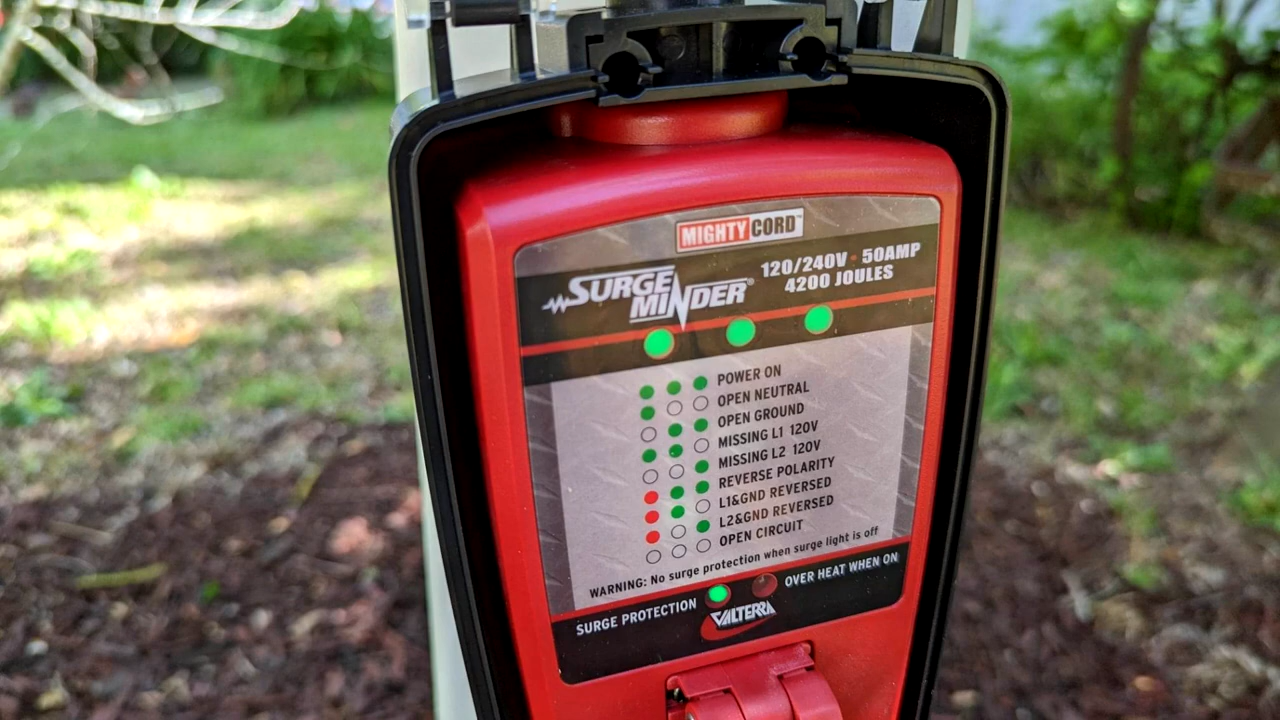 MIGHTY CORD™
SURGE MINDER®
120/240V • 50AMP
4200 JOULES
POWER ON
OPEN NEUTRAL
OPEN GROUND
MISSING L1 120V
MISSING L2 120V
REVERSE POLARITY
L1&GND REVERSED
L2&GND REVERSED
OPEN CIRCUIT
WARNING: No surge protection when surge light is off
SURGE PROTECTION
OVER HEAT WHEN ON
VALTERRA